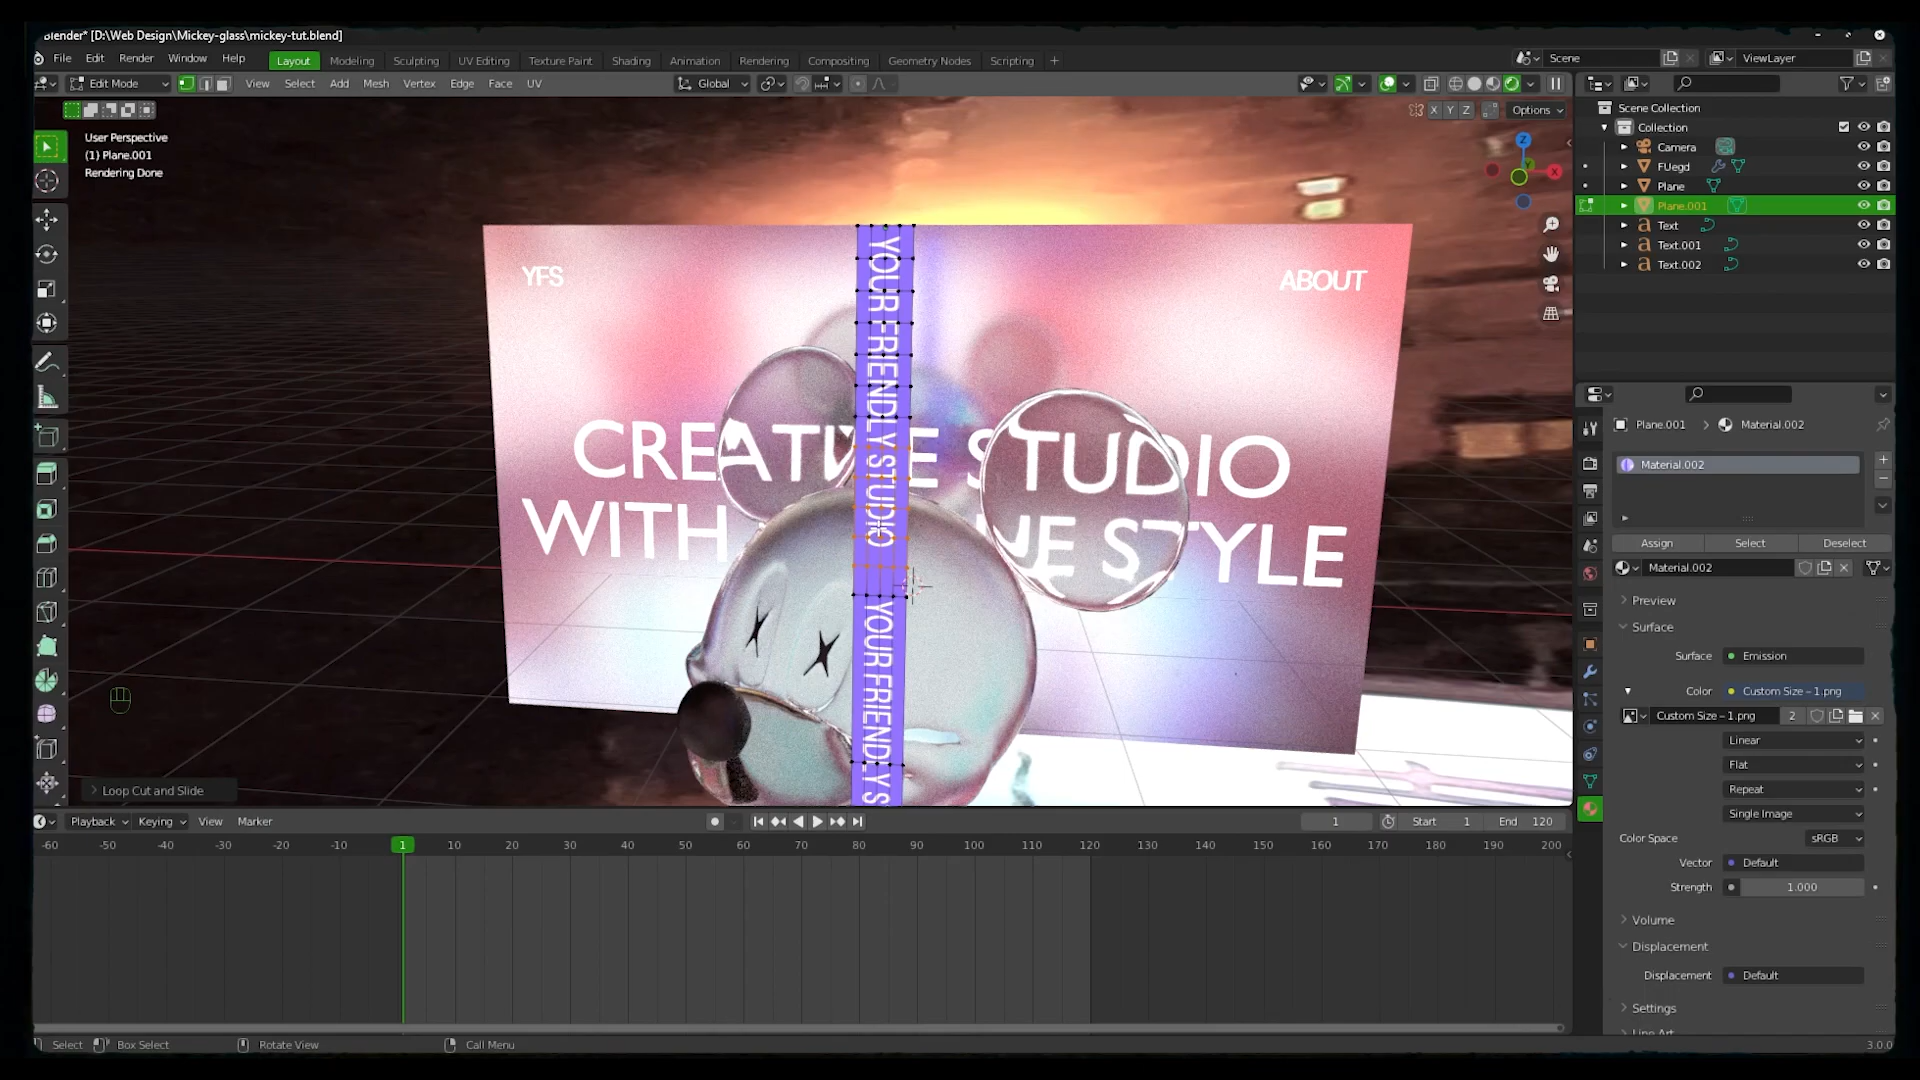 Blender* [D:\Web Design\Mickey-glass\mickey-tut.blend]
File Edit Render Window Help
Layout Modeling Sculpting UV Editing Texture Paint Shading Animation Rendering Compositing Geometry Nodes Scripting +
Scene
ViewLayer
Edit Mode
View Select Add Mesh Vertex Edge Face UV
Global
X Y Z
Options
User Perspective
(1) Plane.001
Rendering Done
Z
X
YFS
ABOUT
CREATIVE STUDIO
WITH
STYLE
YOUR FRIENDLY STUDIO
YOUR FRIENDLY S
Loop Cut and Slide
Scene Collection
Collection
Camera
FUegd
Plane
Plane.001
Text
Text.001
Text.002
Plane.001 > Material.002
Material.002
Assign Select Deselect
Material.002
Preview
Surface
Surface Emission
Color Custom Size – 1.png
Custom Size – 1.png 2
Linear
Flat
Repeat
Single Image
Color Space sRGB
Vector Default
Strength 1.000
Volume
Displacement
Displacement Default
Settings
Line Art
Playback Keying View Marker
1 Start 1 End 120
-60 -50 -40 -30 -20 -10 1 10 20 30 40 50 60 70 80 90 100 110 120 130 140 150 160 170 180 190 200
Select Box Select Rotate View Call Menu
3.0.0